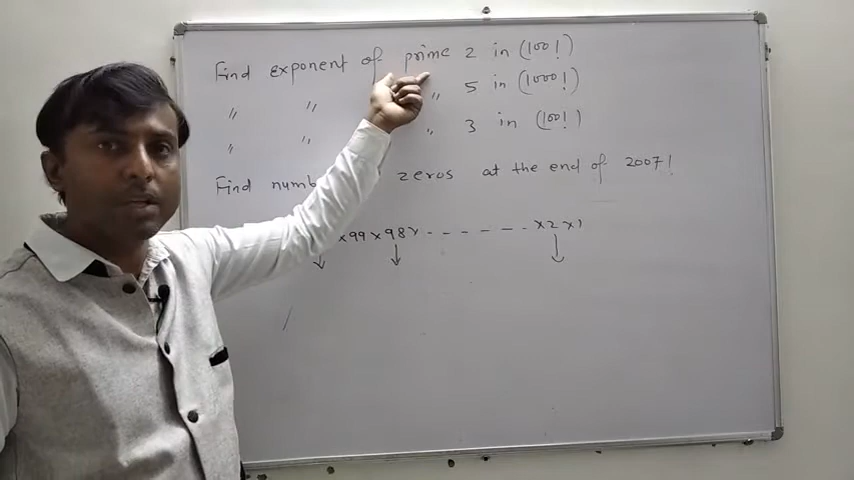 Find exponent of prime 2 in (100!)
" " " 5 in (1000!)
" " " 3 in (100!)
Find num zeros at the end of 2007!
x99x98x------x2x1